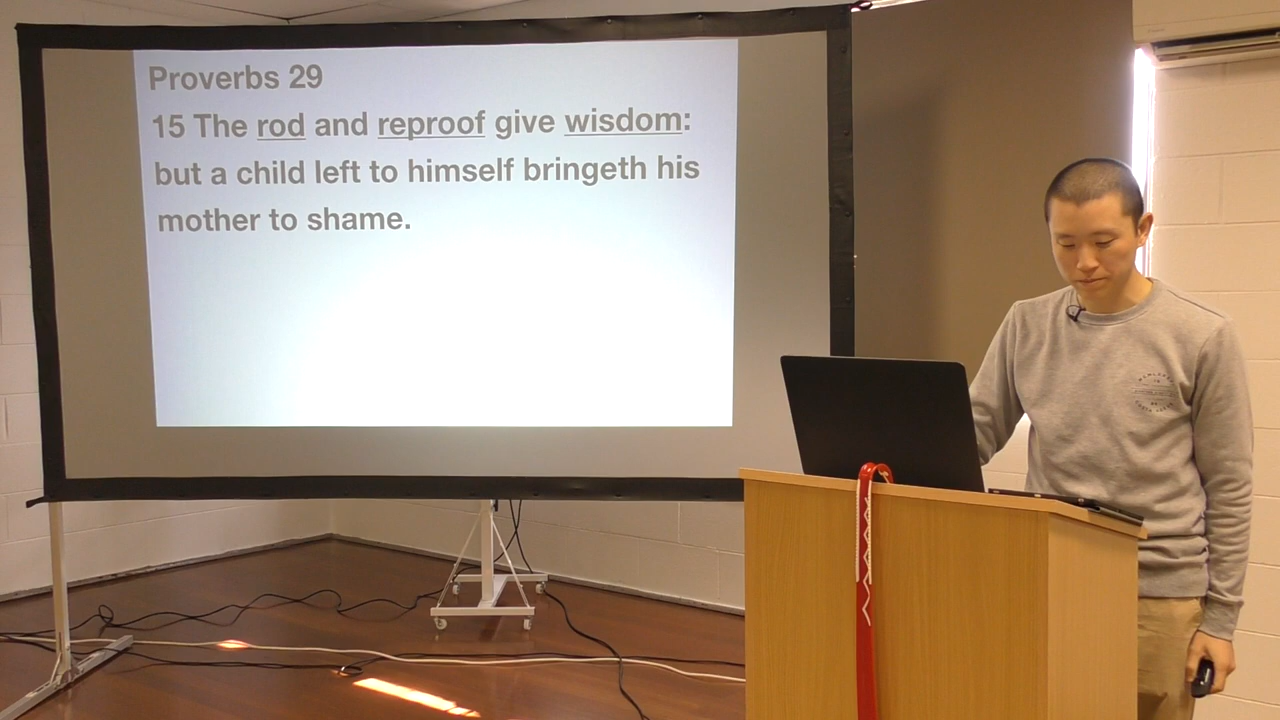 Proverbs 29
15 The rod and reproof give wisdom:
but a child left to himself bringeth his
mother to shame.